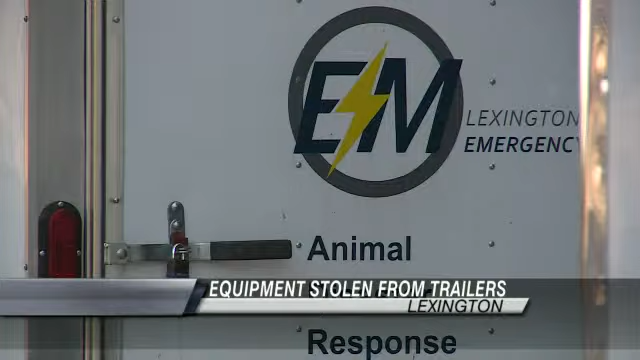 EM
LEXINGTON
EMERGENCY
Animal
EQUIPMENT STOLEN FROM TRAILERS
LEXINGTON
Response